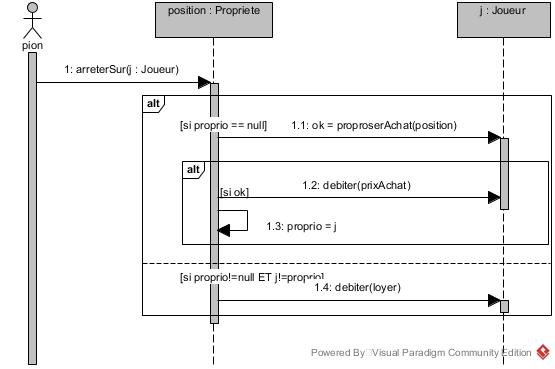 position : Propriete
j : Joueur
pion
1: arreterSur(j : Joueur)
alt
[si proprio == null]
1.1: ok = proproserAchat(position)
alt
[si ok]
1.2: debiter(prixAchat)
1.3: proprio = j
[si proprio!=null ET j!=proprio]
1.4: debiter(loyer)
Powered By Visual Paradigm Community Edition